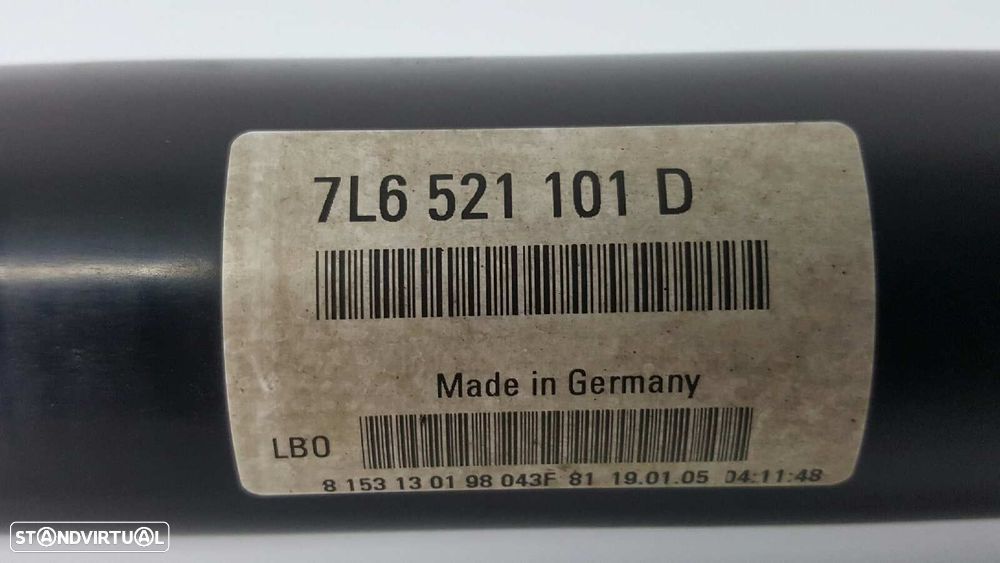 7L6 521 101 D
Made in Germany
LB0
8 153 13 01 98 043F 81 19.01.05 04:11:48
STANDVIRTUAL